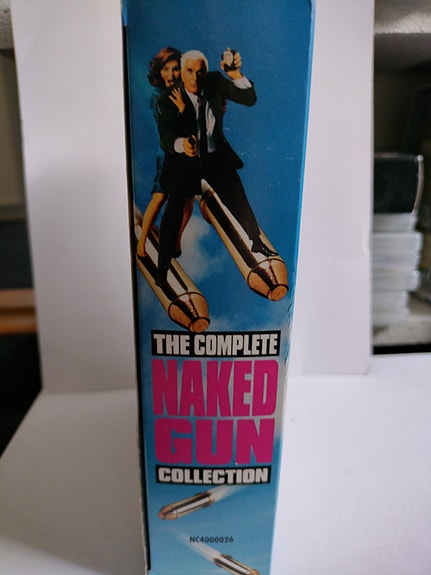 THE COMPLETE
NAKED
GUN
COLLECTION
NC4000026